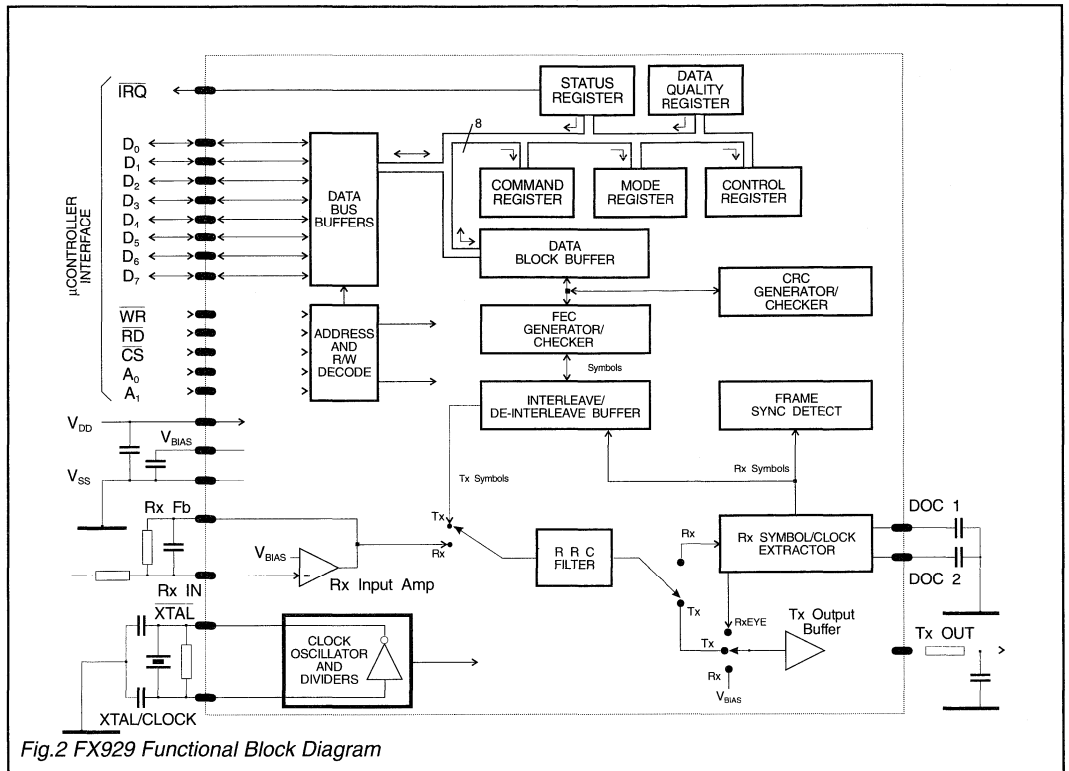 STATUS
REGISTER
DATA
QUALITY
REGISTER
IRQ
8
D0
D1
D2
D3
D4
D5
D6
D7
µCONTROLLER
INTERFACE
DATA
BUS
BUFFERS
COMMAND
REGISTER
MODE
REGISTER
CONTROL
REGISTER
DATA
BLOCK BUFFER
CRC
GENERATOR/
CHECKER
WR
RD
CS
A0
A1
ADDRESS
AND
R/W
DECODE
FEC
GENERATOR/
CHECKER
Symbols
INTERLEAVE/
DE-INTERLEAVE BUFFER
FRAME
SYNC DETECT
VDD
VBIAS
VSS
Tx Symbols
Rx Symbols
Rx Fb
Tx
Rx
VBIAS
Rx Input Amp
Rx IN
R R C
FILTER
Rx
Tx
Rx SYMBOL/CLOCK
EXTRACTOR
DOC 1
DOC 2
RxEYE
Tx
Rx
VBIAS
Tx Output
Buffer
Tx OUT
XTAL
CLOCK
OSCILLATOR
AND
DIVIDERS
XTAL/CLOCK
Fig.2 FX929 Functional Block Diagram